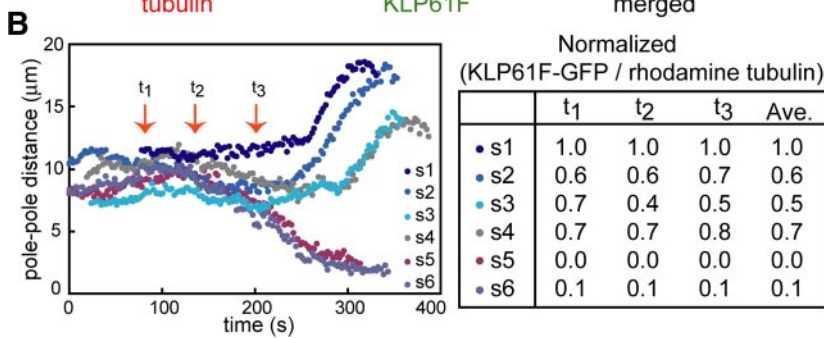 tubulin KLP61F merged
B
20
15
10
5
0
pole-pole distance (μm)
t1 t2 t3
s1
s2
s3
s4
s5
s6
0 100 200 300 400
time (s)
Normalized
(KLP61F-GFP / rhodamine tubulin)
t1 t2 t3 Ave.
s1 1.0 1.0 1.0 1.0
s2 0.6 0.6 0.7 0.6
s3 0.7 0.4 0.5 0.5
s4 0.7 0.7 0.8 0.7
s5 0.0 0.0 0.0 0.0
s6 0.1 0.1 0.1 0.1